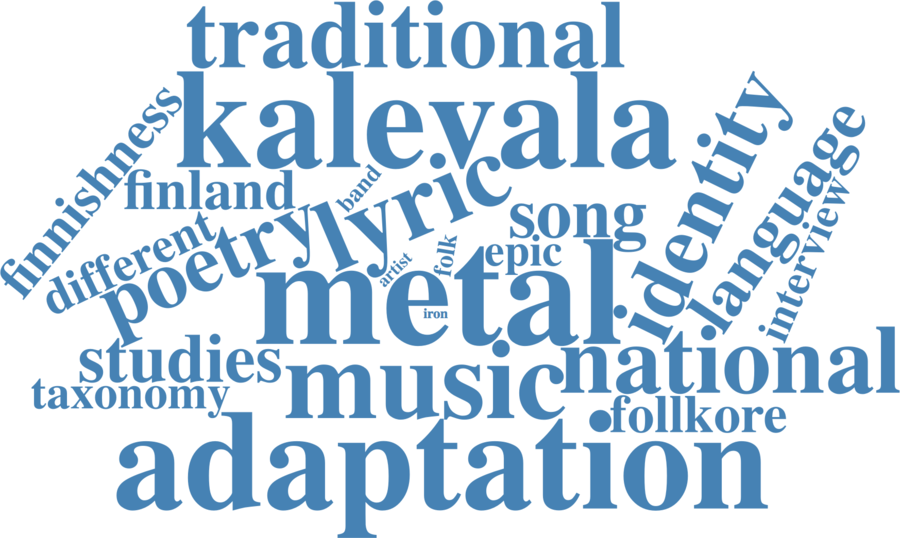 traditional
kalevala
finnishness
finland
band
lyric
identity
language
interview
different
poetry
song
folk
epic
artist
metal
iron
studies
taxonomy
music
national
follkore
adaptation